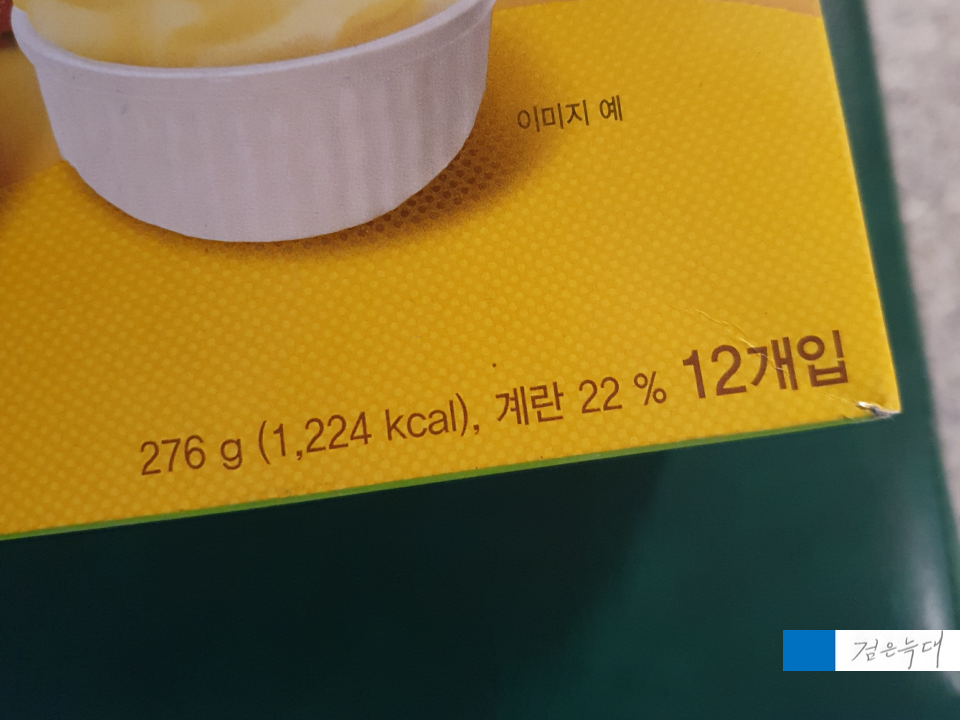 이미지 예
276 g (1,224 kcal), 계란 22 % 12개입
검은늑대